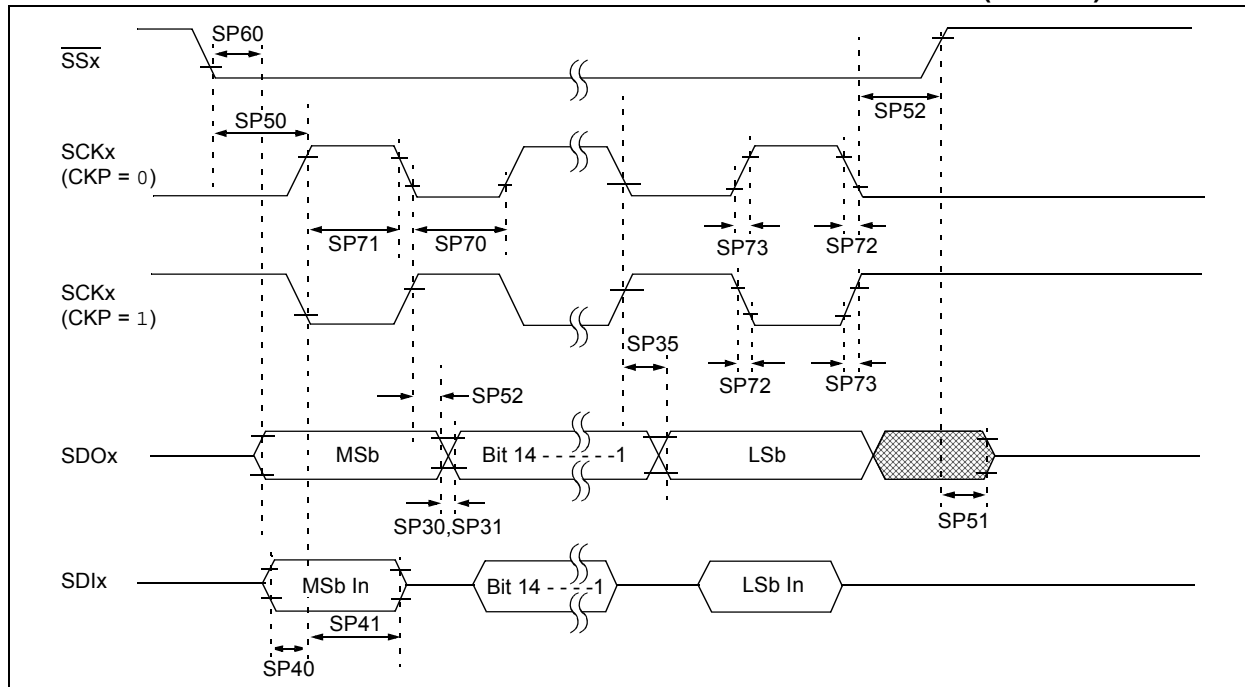 SP60
SSx
SP52
SP50
SCKx
(CKP = 0)
SP71
SP70
SP73
SP72
SCKx
(CKP = 1)
SP35
SP72
SP73
SP52
SDOx
MSb
Bit 14 - - - - - - -1
LSb
SP30,SP31
SP51
SDIx
MSb In
Bit 14 - - - - -1
LSb In
SP41
SP40